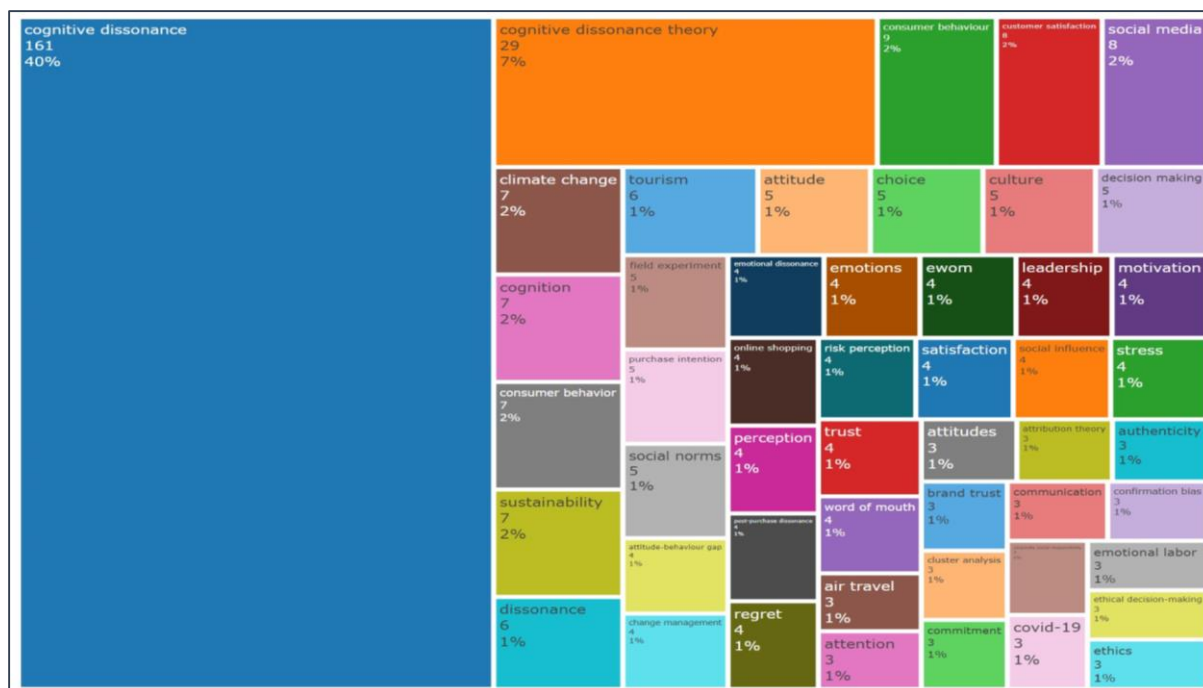 cognitive dissonance
161
40%
cognitive dissonance theory
29
7%
consumer behaviour
9
2%
customer satisfaction
8
2%
social media
8
2%
climate change
7
2%
tourism
6
1%
attitude
5
1%
choice
5
1%
culture
5
1%
decision making
5
1%
cognition
7
2%
field experiment
5
1%
emotional dissonance
4
1%
emotions
4
1%
ewom
4
1%
leadership
4
1%
motivation
4
1%
consumer behavior
7
2%
purchase intention
5
1%
online shopping
4
1%
risk perception
4
1%
satisfaction
4
1%
social influence
4
1%
stress
4
1%
sustainability
7
2%
social norms
5
1%
perception
4
1%
trust
4
1%
attitudes
3
1%
attribution theory
3
1%
authenticity
3
1%
dissonance
6
1%
attitude-behaviour gap
4
1%
post-purchase dissonance
4
1%
word of mouth
4
1%
brand trust
3
1%
communication
3
1%
confirmation bias
3
1%
change management
4
1%
regret
4
1%
air travel
3
1%
cluster analysis
3
1%
emotional labor
3
1%
attention
3
1%
commitment
3
1%
covid-19
3
1%
ethical decision-making
3
1%
ethics
3
1%